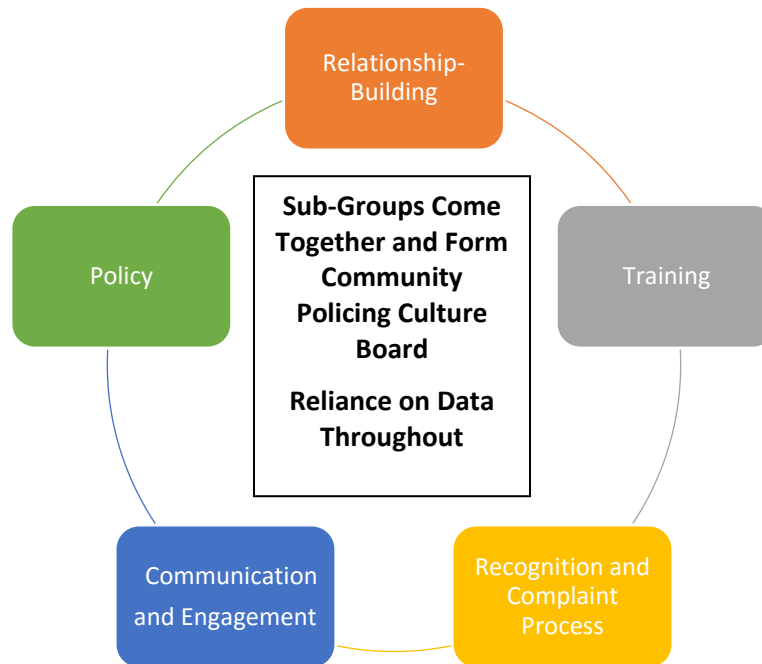 Relationship-
Building
Policy
Sub-Groups Come
Together and Form
Community
Policing Culture
Board
Reliance on Data
Throughout
Training
Communication
and Engagement
Recognition and
Complaint
Process